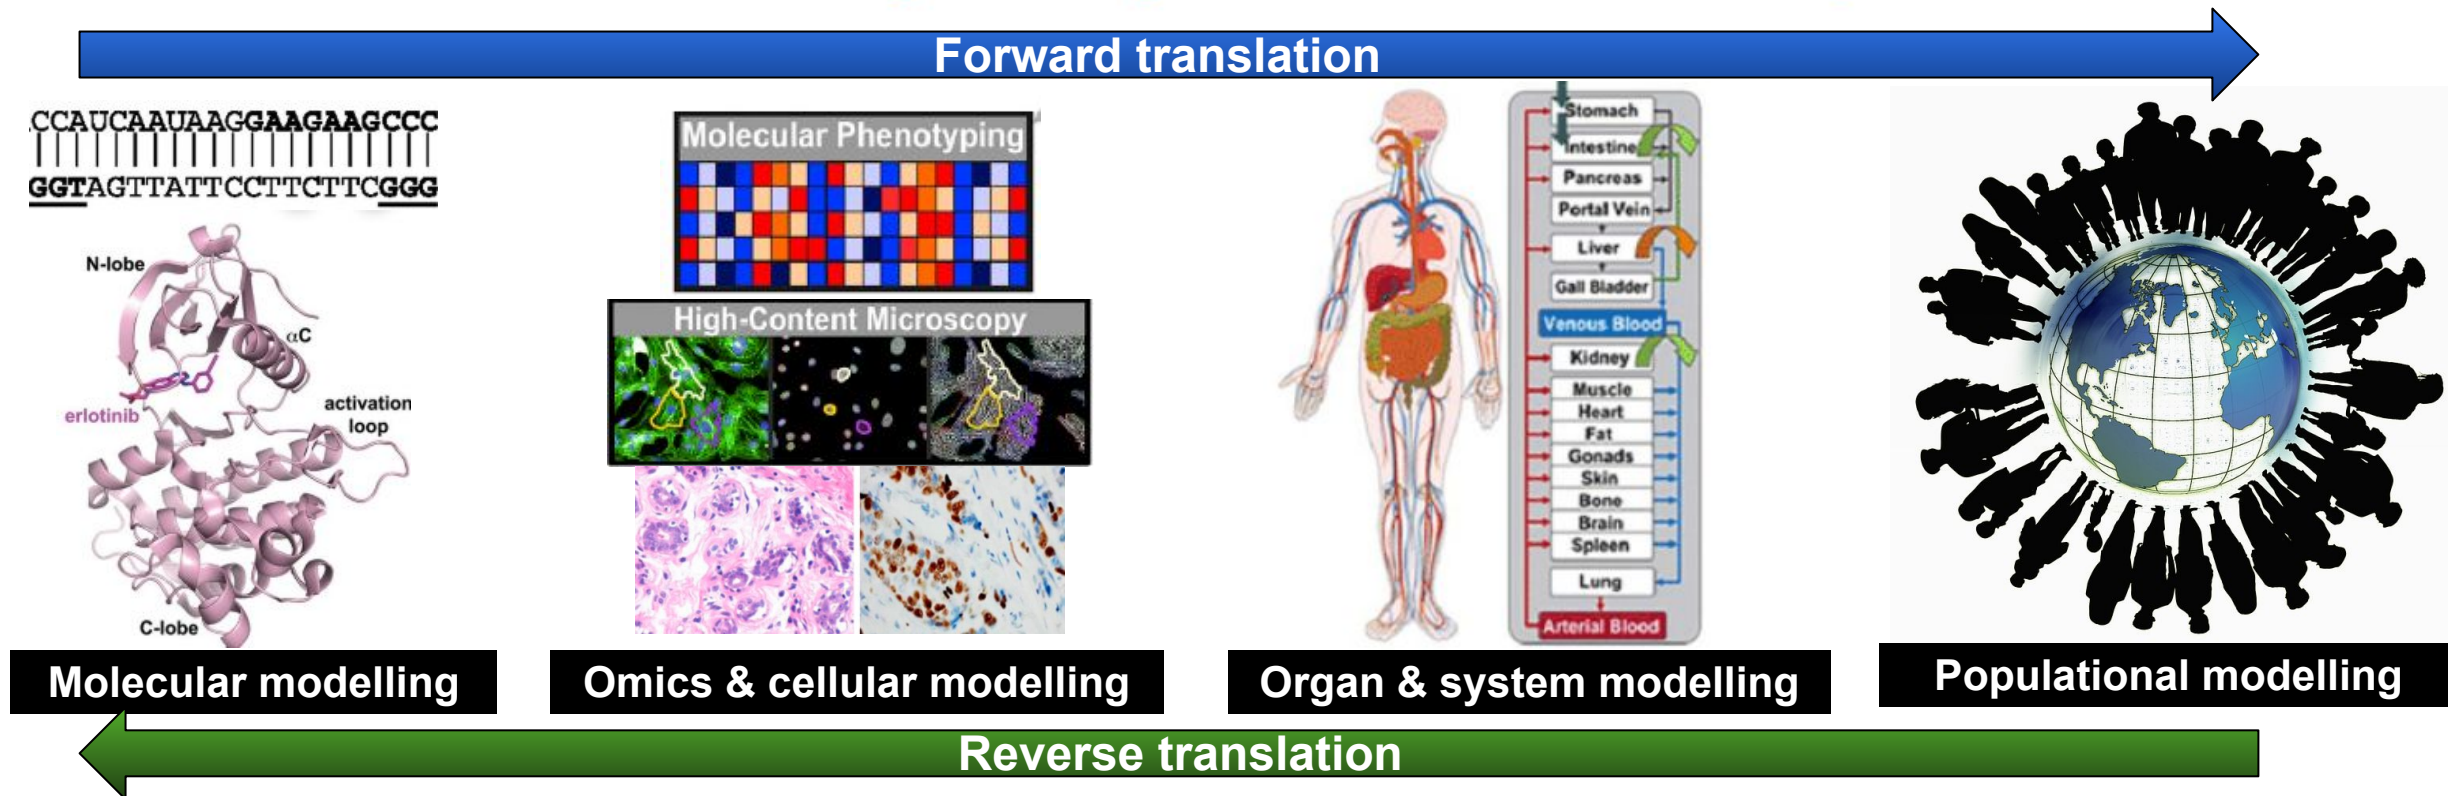 Forward translation
CCAUCAAUAAGGAAGAAGCCC
GGTAGTTATTCCTTCTTCGGG
N-lobe
αC
erlotinib
activation
loop
C-lobe
Molecular modelling
Molecular Phenotyping
High-Content Microscopy
Omics & cellular modelling
Stomach
Intestine
Pancreas
Portal Vein
Liver
Gall Bladder
Venous Blood
Kidney
Muscle
Heart
Fat
Gonads
Skin
Bone
Brain
Spleen
Lung
Arterial Blood
Organ & system modelling
Populational modelling
Reverse translation